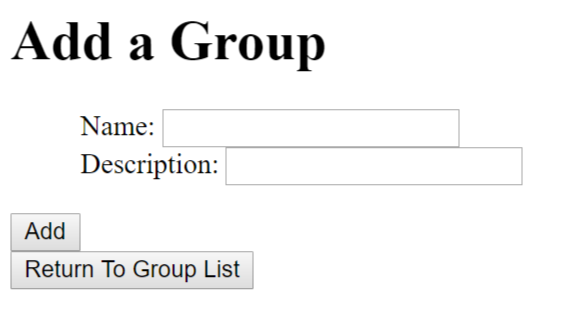 Add a Group
Name:
Description:
Add
Return To Group List